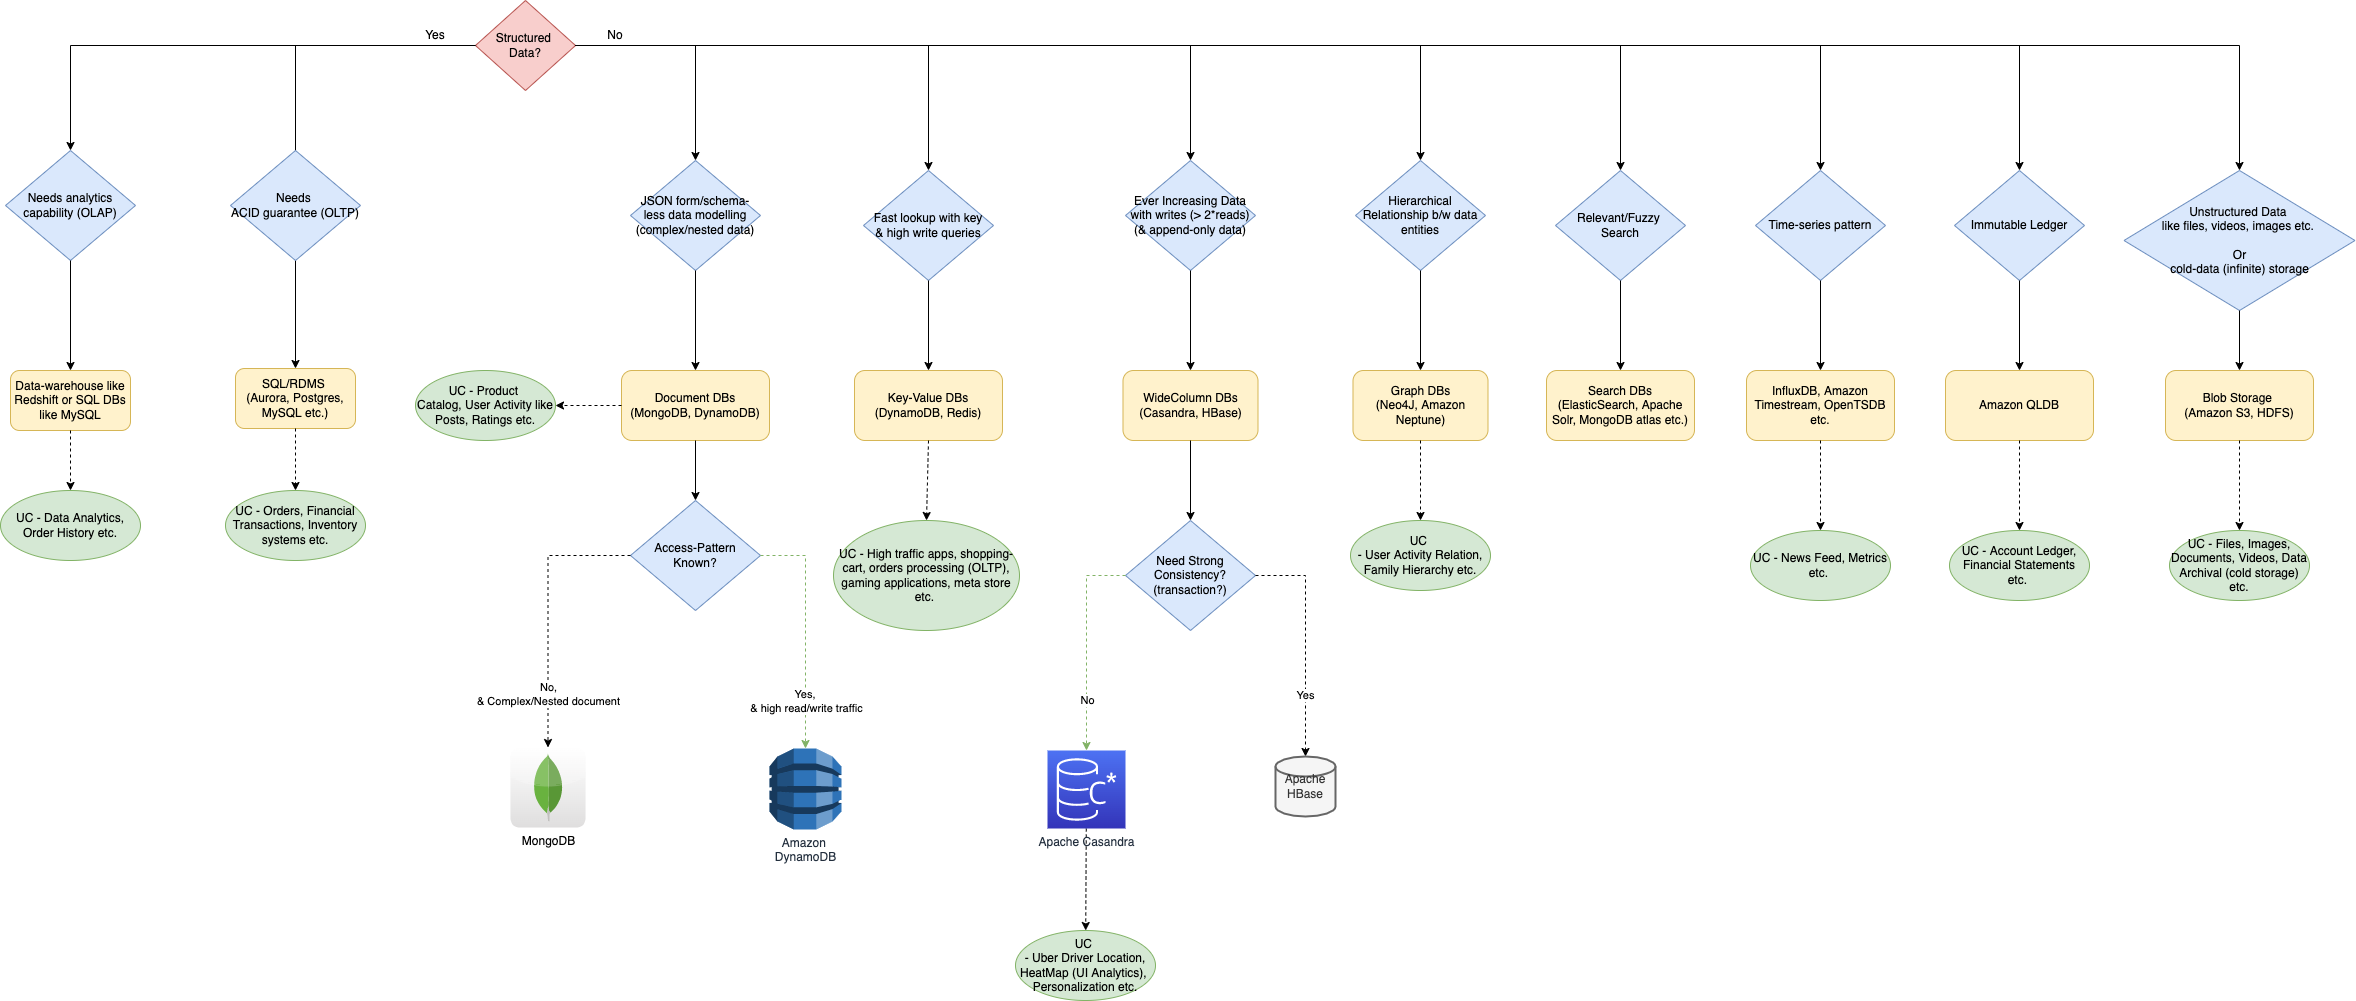 Structured
Data?
Yes
No
Needs analytics
capability (OLAP)
Needs
ACID guarantee (OTLP)
JSON form/schema-
less data modelling
(complex/nested data)
Fast lookup with key
& high write queries
Ever Increasing Data
with writes (> 2*reads)
(& append-only data)
Hierarchical
Relationship b/w data
entities
Relevant/Fuzzy
Search
Time-series pattern
Immutable Ledger
Unstructured Data
like files, videos, images etc.
Or
cold-data (infinite) storage
Data-warehouse like
Redshift or SQL DBs
like MySQL
SQL/RDMS
(Aurora, Postgres,
MySQL etc.)
UC - Product
Catalog, User Activity like
Posts, Ratings etc.
Document DBs
(MongoDB, DynamoDB)
Key-Value DBs
(DynamoDB, Redis)
WideColumn DBs
(Casandra, HBase)
Graph DBs
(Neo4J, Amazon
Neptune)
Search DBs
(ElasticSearch, Apache
Solr, MongoDB atlas etc.)
InfluxDB, Amazon
Timestream, OpenTSDB
etc.
Amazon QLDB
Blob Storage
(Amazon S3, HDFS)
UC - Data Analytics,
Order History etc.
UC - Orders, Financial
Transactions, Inventory
systems etc.
Access-Pattern
Known?
UC - High traffic apps, shopping-
cart, orders processing (OLTP),
gaming applications, meta store
etc.
Need Strong
Consistency?
(transaction?)
UC
- User Activity Relation,
Family Hierarchy etc.
UC - News Feed, Metrics
etc.
UC - Account Ledger,
Financial Statements
etc.
UC - Files, Images,
Documents, Videos, Data
Archival (cold storage)
etc.
No,
& Complex/Nested document
Yes,
& high read/write traffic
No
Yes
MongoDB
Amazon
DynamoDB
C*
Apache Casandra
Apache
HBase
UC
- Uber Driver Location,
HeatMap (UI Analytics),
Personalization etc.